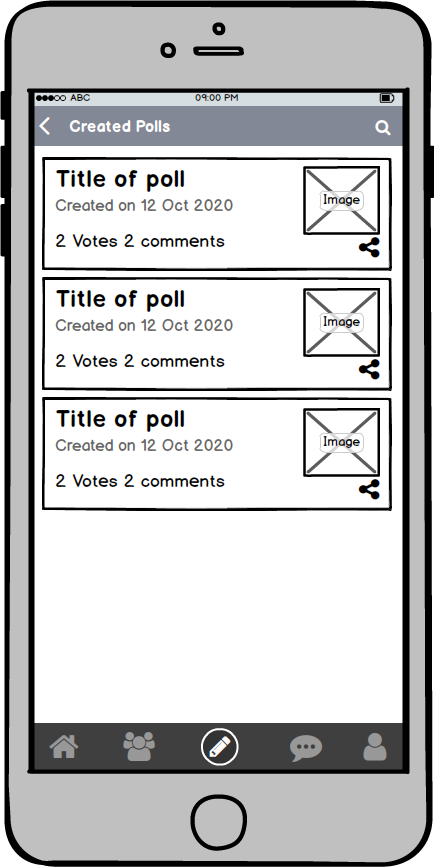 ABC 09:00 PM
Created Polls
Title of poll
Created on 12 Oct 2020
2 Votes 2 comments
Image
Title of poll
Created on 12 Oct 2020
2 Votes 2 comments
Image
Title of poll
Created on 12 Oct 2020
2 Votes 2 comments
Image